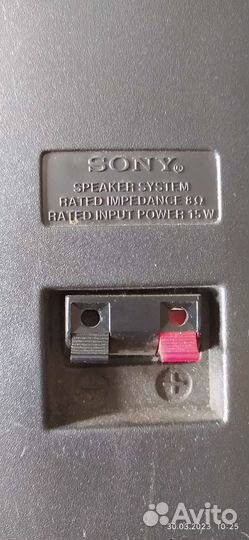 SONY®
SPEAKER SYSTEM
RATED IMPEDANCE 8Ω
RATED INPUT POWER 15W
− +
Avito
30.03.2023 10:25